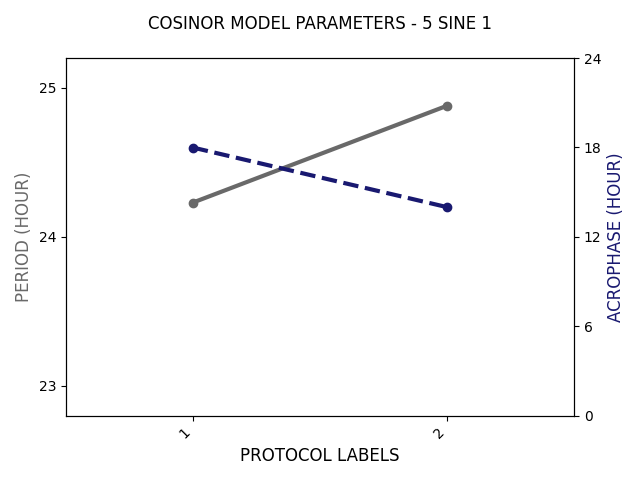 COSINOR MODEL PARAMETERS - 5 SINE 1
25
24
23
PERIOD (HOUR)
24
18
12
6
0
ACROPHASE (HOUR)
1
2
PROTOCOL LABELS